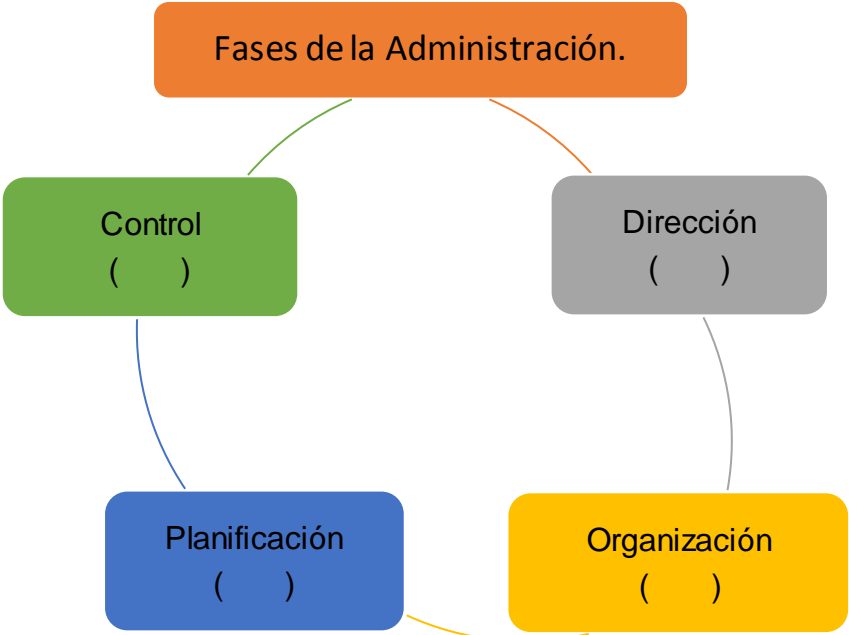 Fases de la Administración.
Control
(    )
Dirección
(    )
Planificación
(    )
Organización
(    )